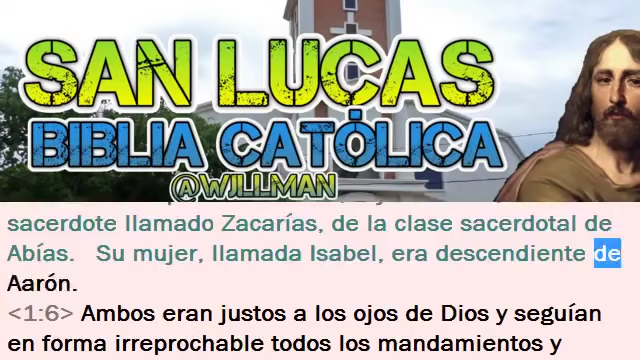 SAN LUCAS
BIBLIA CATÓLICA
@WJLLMAN
sacerdote llamado Zacarías, de la clase sacerdotal de
Abías. Su mujer, llamada Isabel, era descendiente de
Aarón.
<1:6> Ambos eran justos a los ojos de Dios y seguían
en forma irreprochable todos los mandamientos y